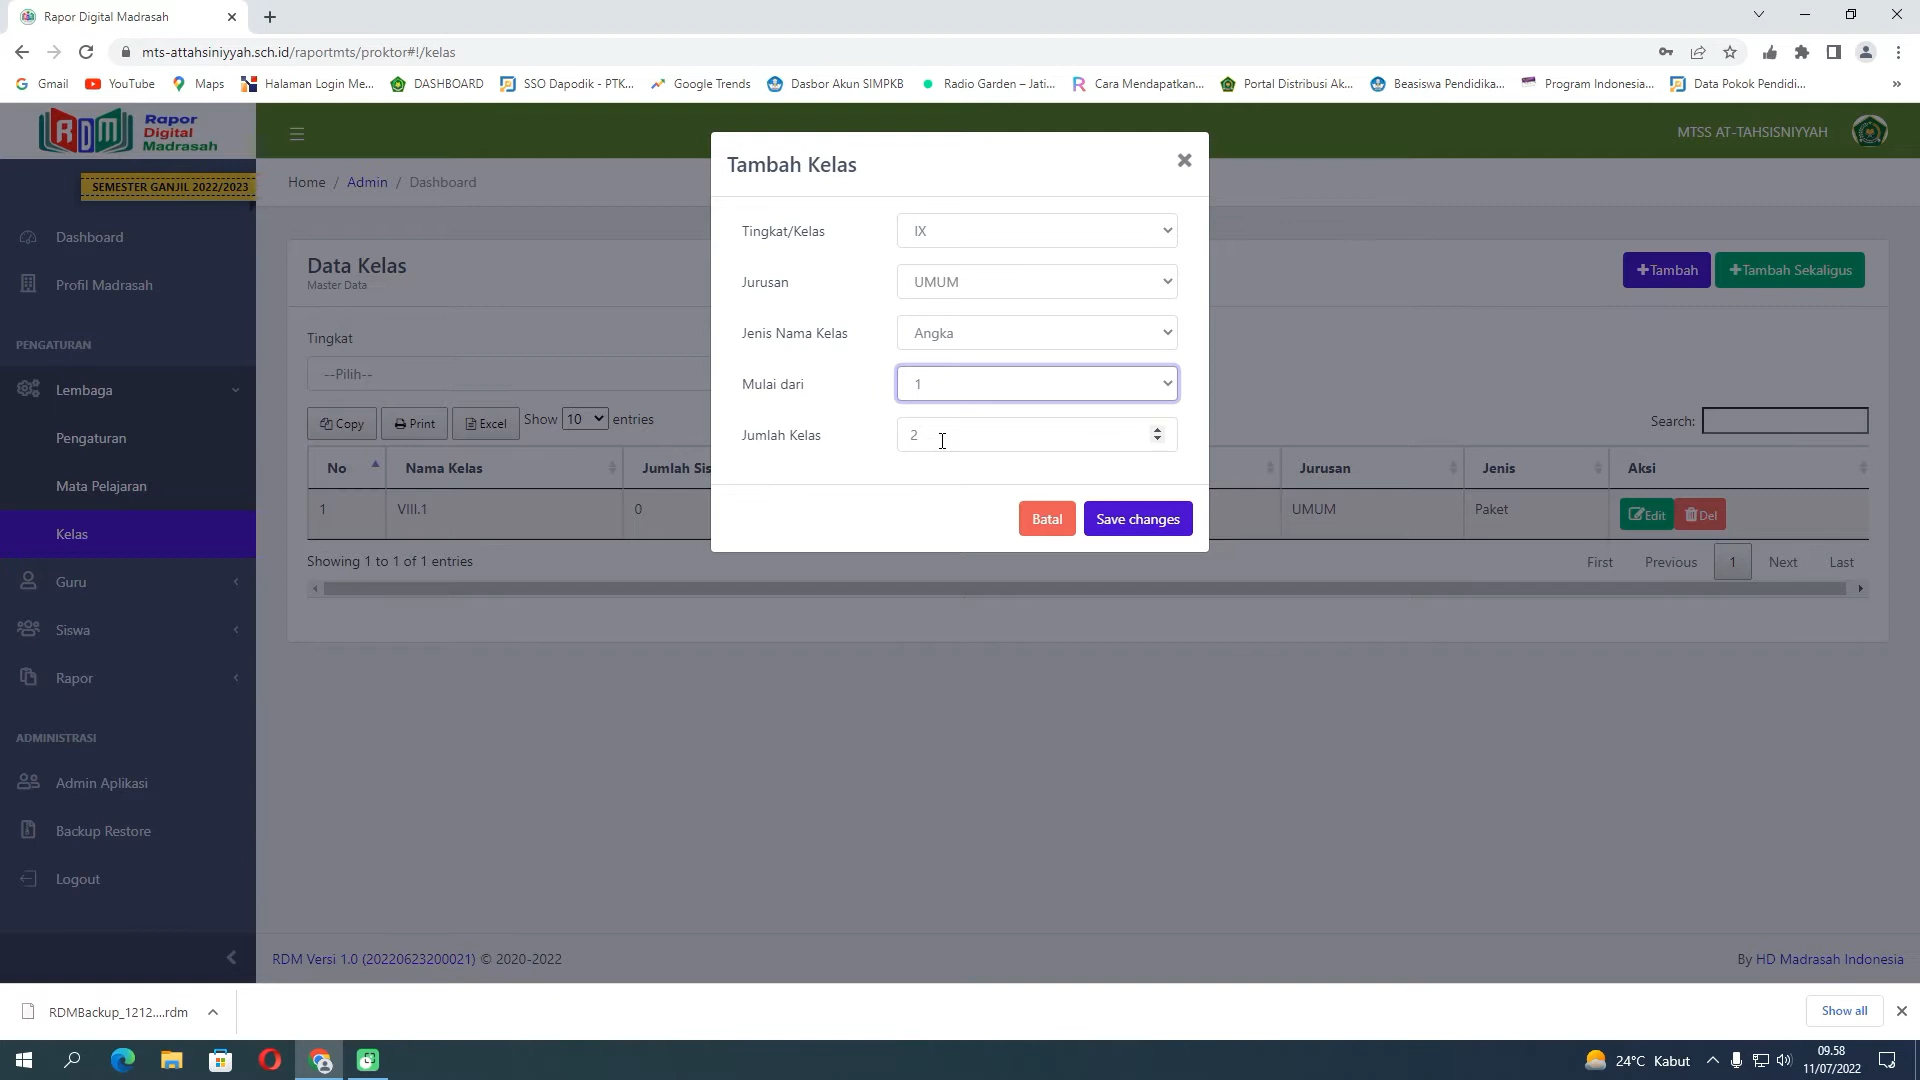 Rapor Digital Madrasah
mts-attahsiniyyah.sch.id/raportmts/proktor#!/kelas
Gmail
YouTube
Maps
Halaman Login Me...
DASHBOARD
SSO Dapodik - PTK...
Google Trends
Dasbor Akun SIMPKB
Radio Garden – Jati...
Cara Mendapatkan...
Portal Distribusi Ak...
Beasiswa Pendidika...
Program Indonesia...
Data Pokok Pendidi...
»
RDM
Rapor
Digital
Madrasah
MTSS AT-TAHSISNIYYAH
SEMESTER GANJIL 2022/2023
Dashboard
Profil Madrasah
PENGATURAN
Lembaga
Pengaturan
Mata Pelajaran
Kelas
Guru
Siswa
Rapor
ADMINISTRASI
Admin Aplikasi
Backup Restore
Logout
Home / Admin / Dashboard
Data Kelas
Master Data
+Tambah
+Tambah Sekaligus
Tingkat
--Pilih--
Copy
Print
Excel
Show 10 entries
Search:
No
Nama Kelas
Jumlah Sis
Jurusan
Jenis
Aksi
1
VIII.1
0
UMUM
Paket
Edit
Del
Showing 1 to 1 of 1 entries
First
Previous
1
Next
Last
Tambah Kelas
Tingkat/Kelas
IX
Jurusan
UMUM
Jenis Nama Kelas
Angka
Mulai dari
1
Jumlah Kelas
2
Batal
Save changes
RDM Versi 1.0 (20220623200021) © 2020-2022
By HD Madrasah Indonesia
RDMBackup_1212....rdm
Show all
24°C Kabut
09.58
11/07/2022